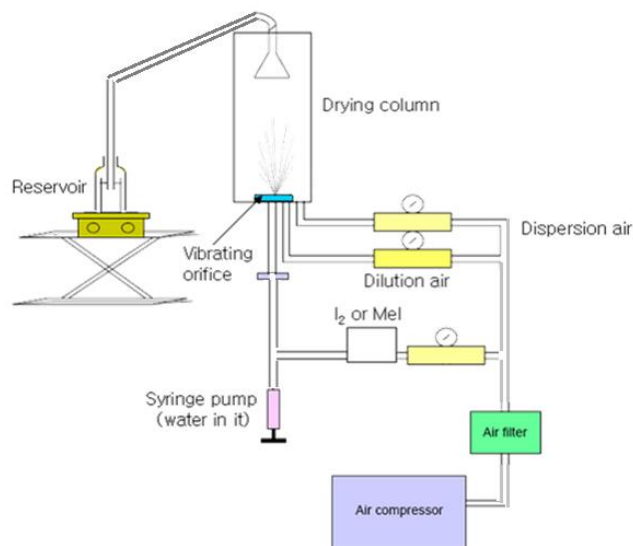 Drying column
Reservoir
Vibrating
orifice
Dispersion air
Dilution air
I₂ or MeI
Syringe pump
(water in it)
Air filter
Air compressor